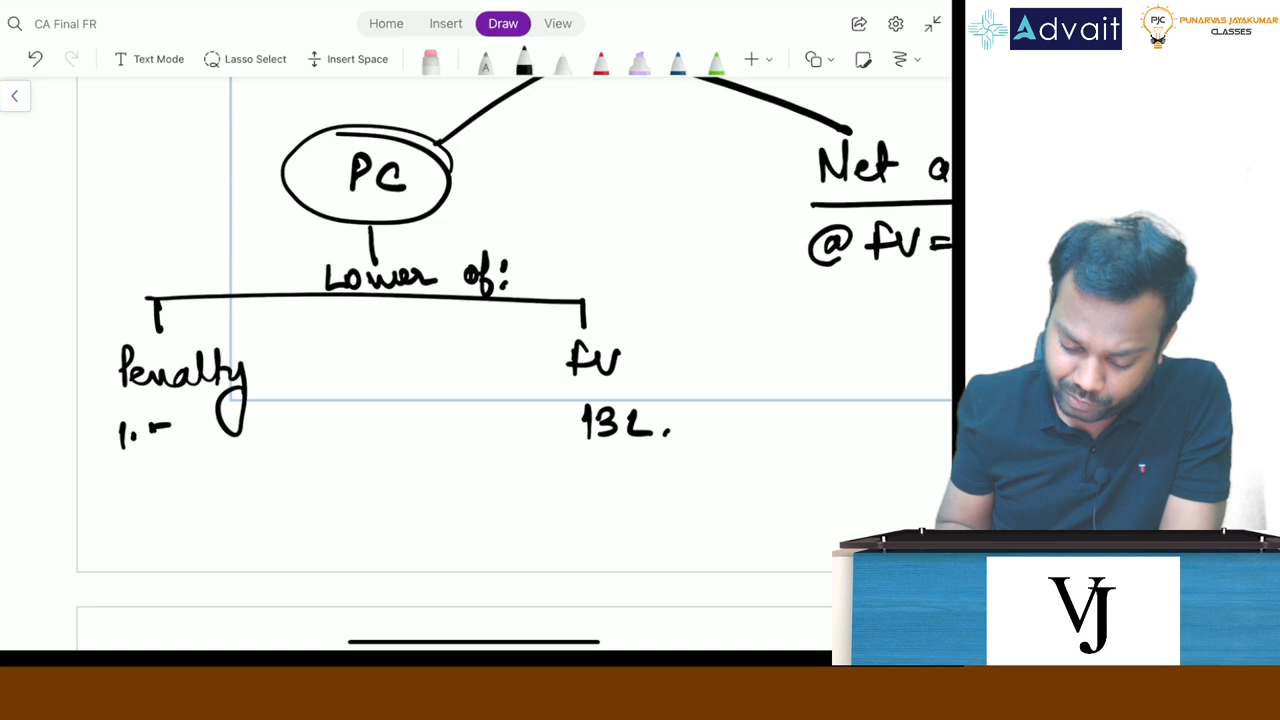 CA Final FR
Home Insert Draw View
Text Mode Lasso Select Insert Space
Advait
PJC
PUNARVAS JAYAKUMAR
CLASSES
PC
Net a
@ FV =
Lower of:
Penalty
FV
13L.
VJ